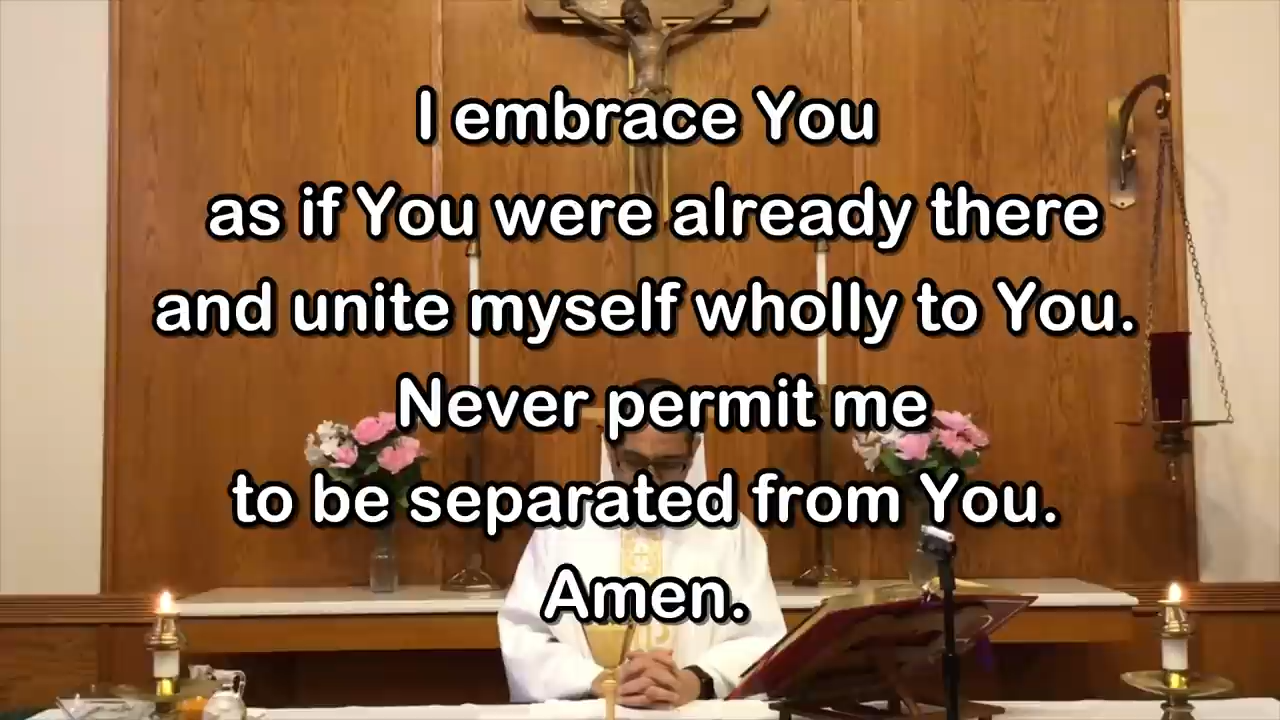 I embrace You
as if You were already there
and unite myself wholly to You.
Never permit me
to be separated from You.
Amen.